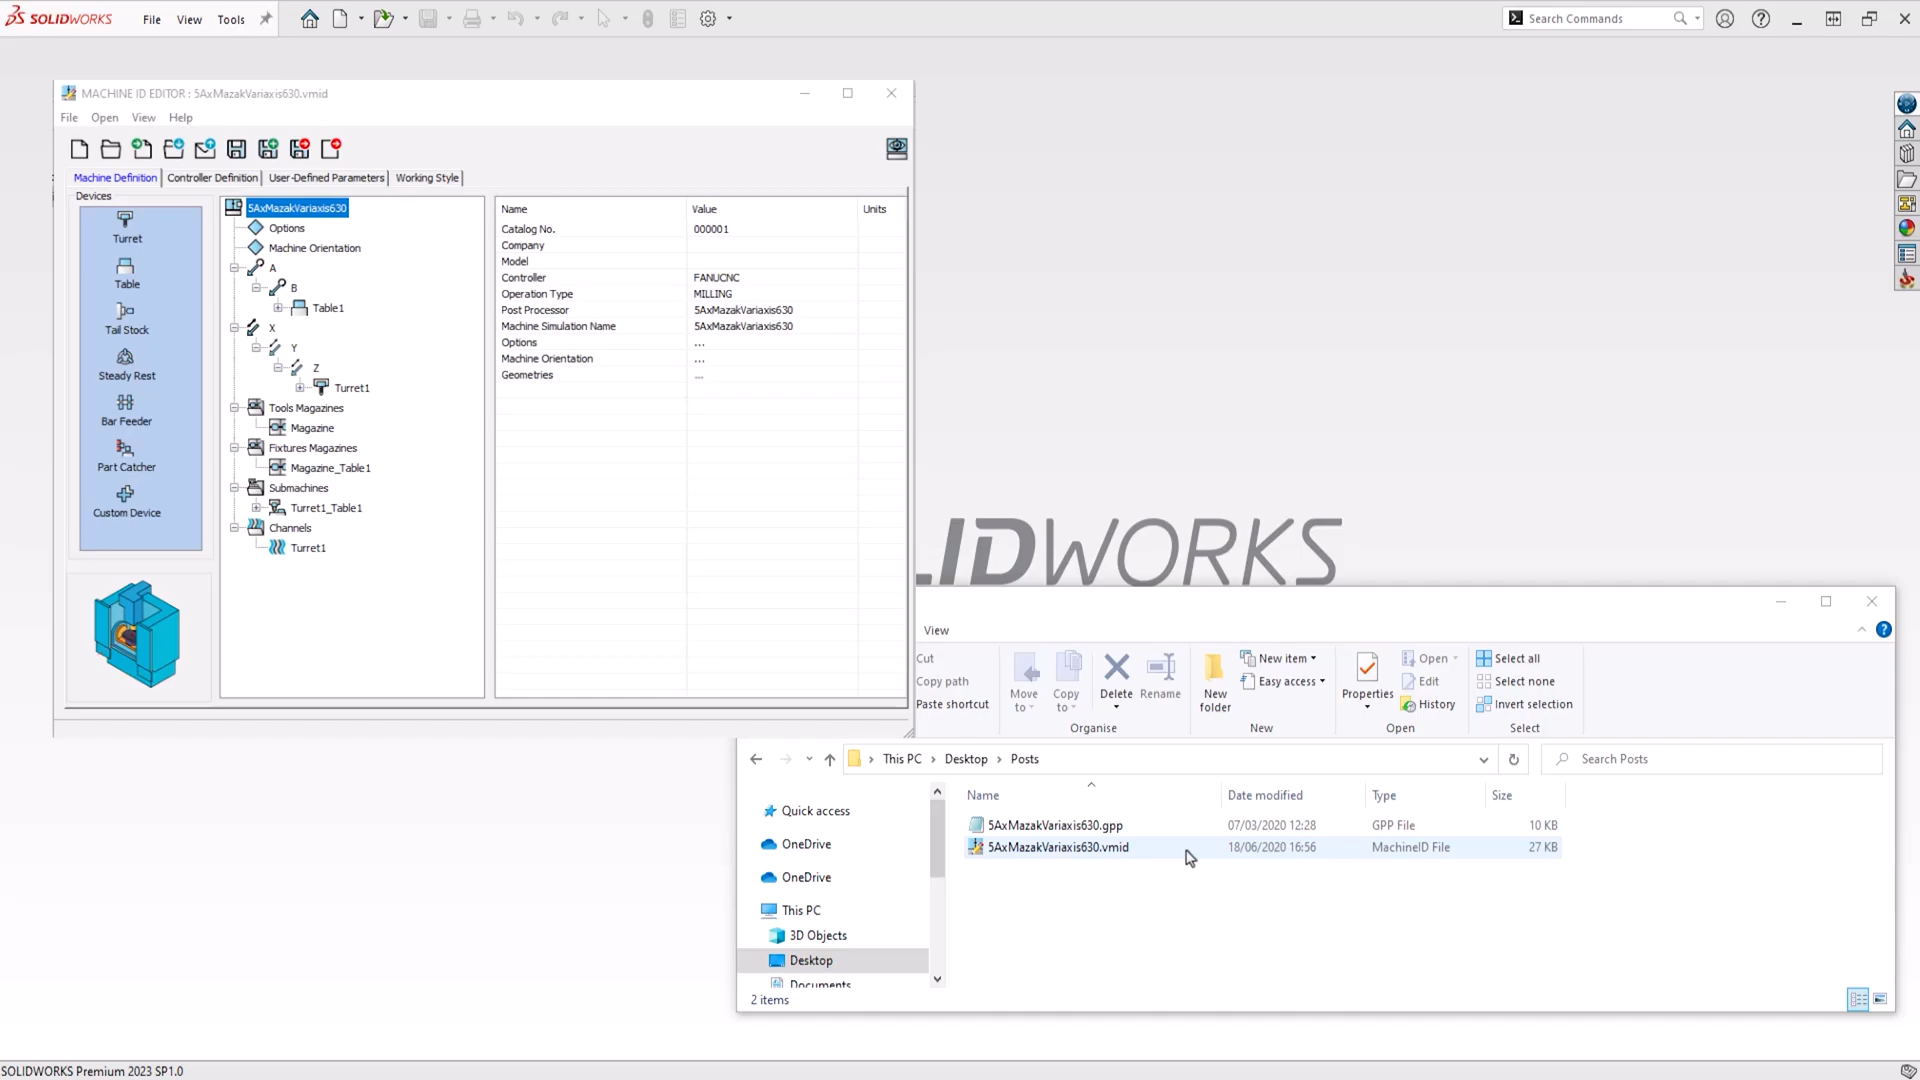 SOLIDWORKS File View Tools Search Commands
MACHINE ID EDITOR : 5AxMazakVariaxis630.vmid
File Open View Help
Machine Definition Controller Definition User-Defined Parameters Working Style
Devices
Turret
Table
Tail Stock
Steady Rest
Bar Feeder
Part Catcher
Custom Device
5AxMazakVariaxis630
Options
Machine Orientation
A
B
Table1
X
Y
Z
Turret1
Tools Magazines
Magazine
Fixtures Magazines
Magazine_Table1
Submachines
Turret1_Table1
Channels
Turret1
Name Value Units
Catalog No. 000001
Company
Model
Controller FANUCNC
Operation Type MILLING
Post Processor 5AxMazakVariaxis630
Machine Simulation Name 5AxMazakVariaxis630
Options ...
Machine Orientation ...
Geometries ...
LIDWORKS
View
Cut
Copy path
Paste shortcut
Move to
Copy to
Delete
Rename
Organise
New folder
New item
Easy access
New
Properties
Open
Edit
History
Open
Select all
Select none
Invert selection
Select
This PC > Desktop > Posts
Search Posts
Quick access
OneDrive
OneDrive
This PC
3D Objects
Desktop
Documents
Name Date modified Type Size
5AxMazakVariaxis630.gpp 07/03/2020 12:28 GPP File 10 KB
5AxMazakVariaxis630.vmid 18/06/2020 16:56 MachineID File 27 KB
2 items
SOLIDWORKS Premium 2023 SP1.0